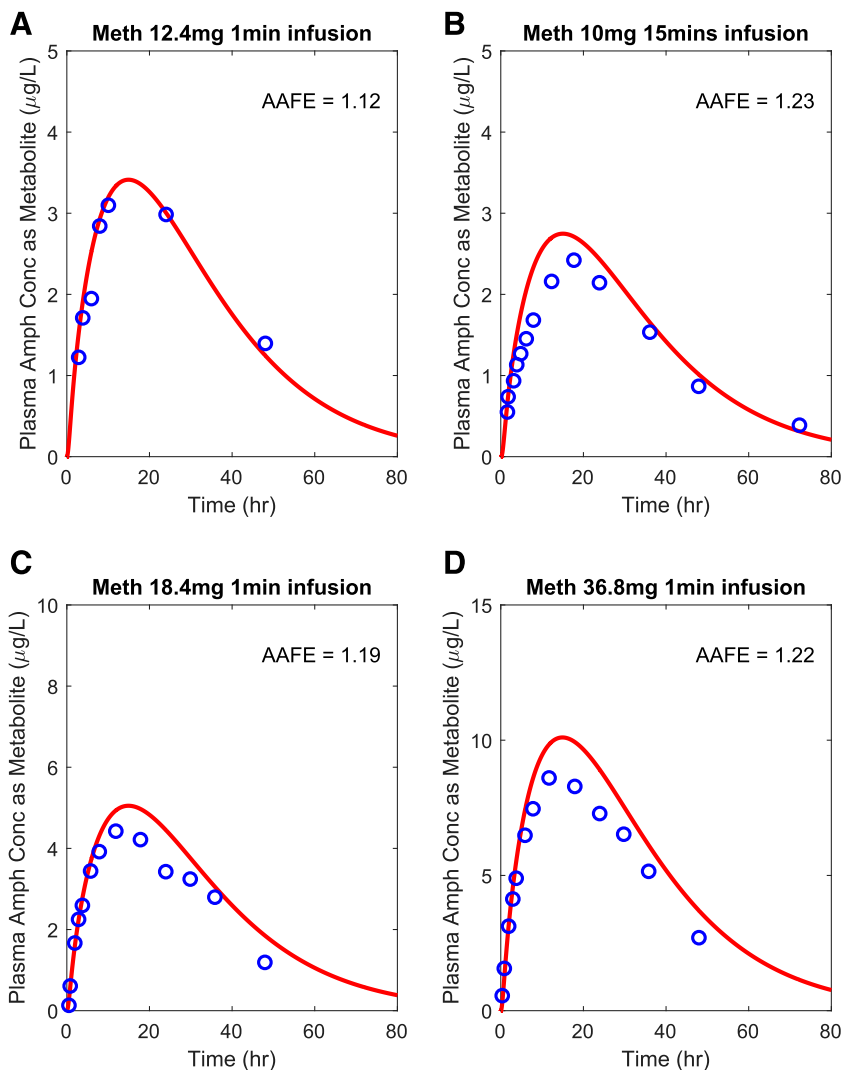 A
Meth 12.4mg 1min infusion
AAFE = 1.12
Plasma Amph Conc as Metabolite (µg/L)
5
4
3
2
1
0
0 20 40 60 80
Time (hr)
B
Meth 10mg 15mins infusion
AAFE = 1.23
Plasma Amph Conc as Metabolite (µg/L)
5
4
3
2
1
0
0 20 40 60 80
Time (hr)
C
Meth 18.4mg 1min infusion
AAFE = 1.19
Plasma Amph Conc as Metabolite (µg/L)
10
8
6
4
2
0
0 20 40 60 80
Time (hr)
D
Meth 36.8mg 1min infusion
AAFE = 1.22
Plasma Amph Conc as Metabolite (µg/L)
15
10
5
0
0 20 40 60 80
Time (hr)